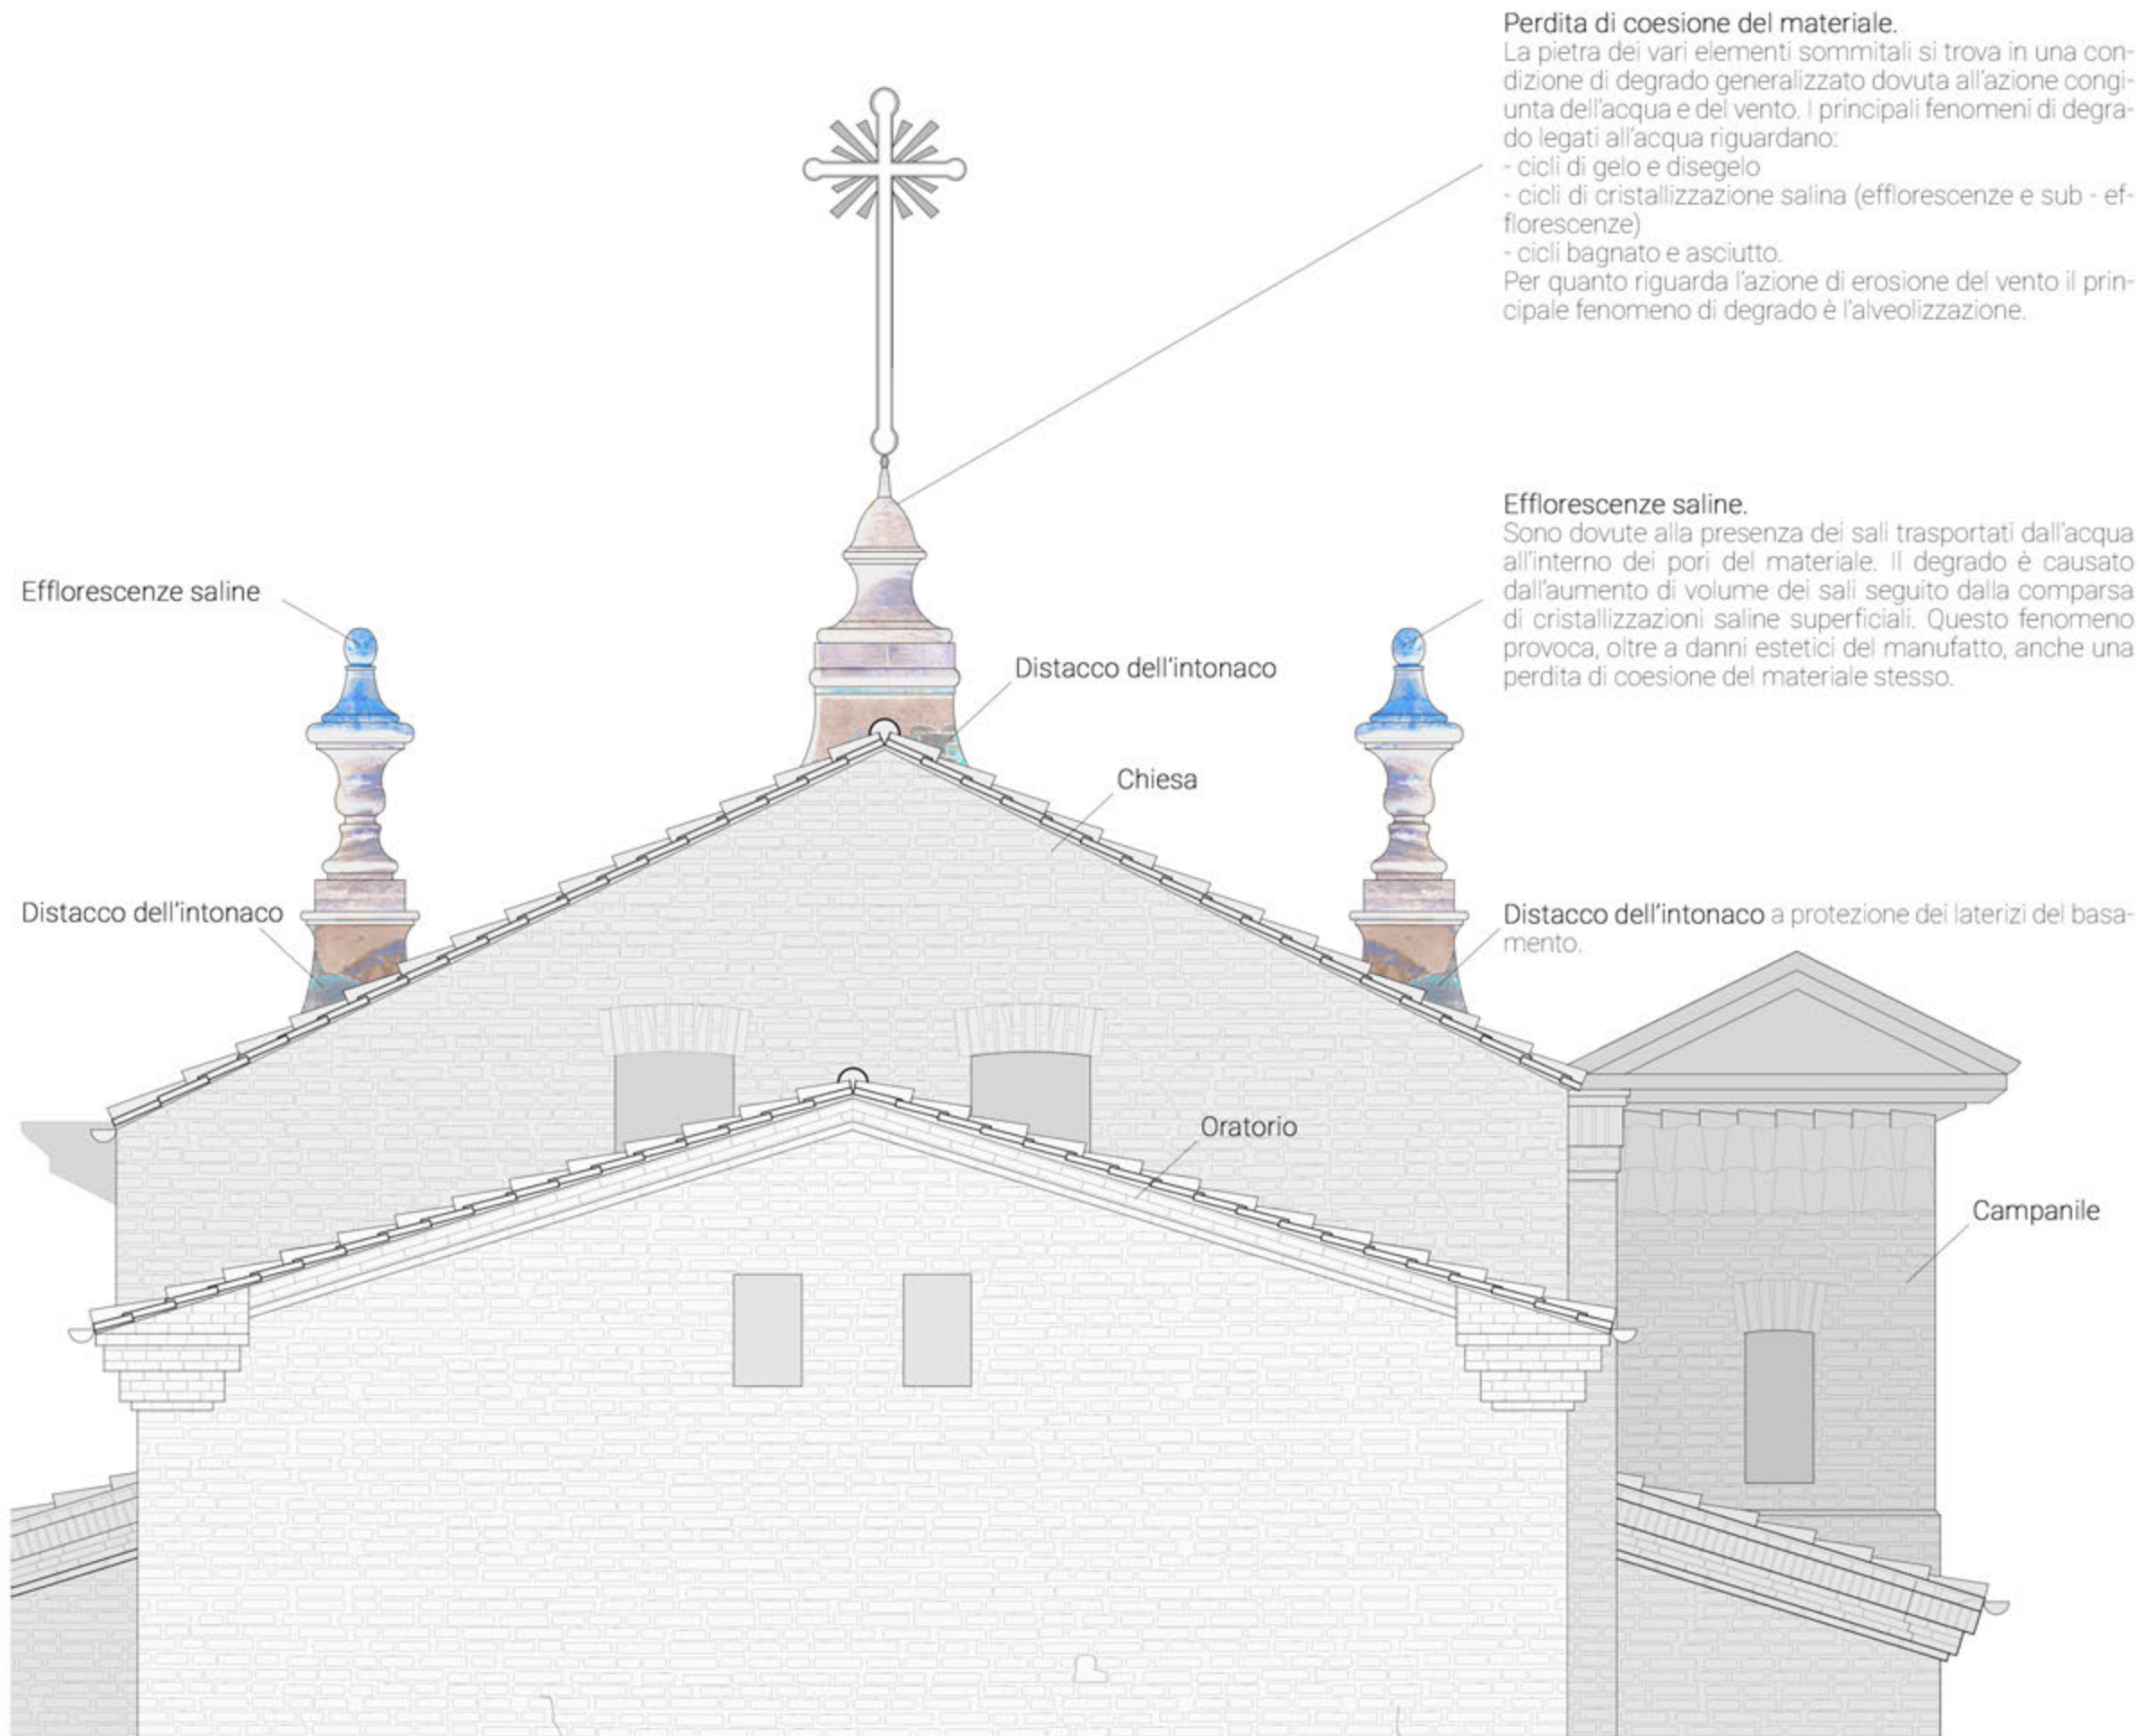 Perdita di coesione del materiale.
La pietra dei vari elementi sommitali si trova in una con-
dizione di degrado generalizzato dovuta all'azione congi-
unta dell'acqua e del vento. I principali fenomeni di degra-
do legati all'acqua riguardano:
- cicli di gelo e disegelo
- cicli di cristallizzazione salina (efflorescenze e sub - ef-
florescenze)
- cicli bagnato e asciutto.
Per quanto riguarda l'azione di erosione del vento il prin-
cipale fenomeno di degrado è l'alveolizzazione.
Efflorescenze saline.
Sono dovute alla presenza dei sali trasportati dall'acqua
all'interno dei pori del materiale. Il degrado è causato
dall'aumento di volume dei sali seguito dalla comparsa
di cristallizzazioni saline superficiali. Questo fenomeno
provoca, oltre a danni estetici del manufatto, anche una
perdita di coesione del materiale stesso.
Efflorescenze saline
Distacco dell'intonaco
Chiesa
Distacco dell'intonaco
Distacco dell'intonaco a protezione dei laterizi del basa-
mento.
Oratorio
Campanile